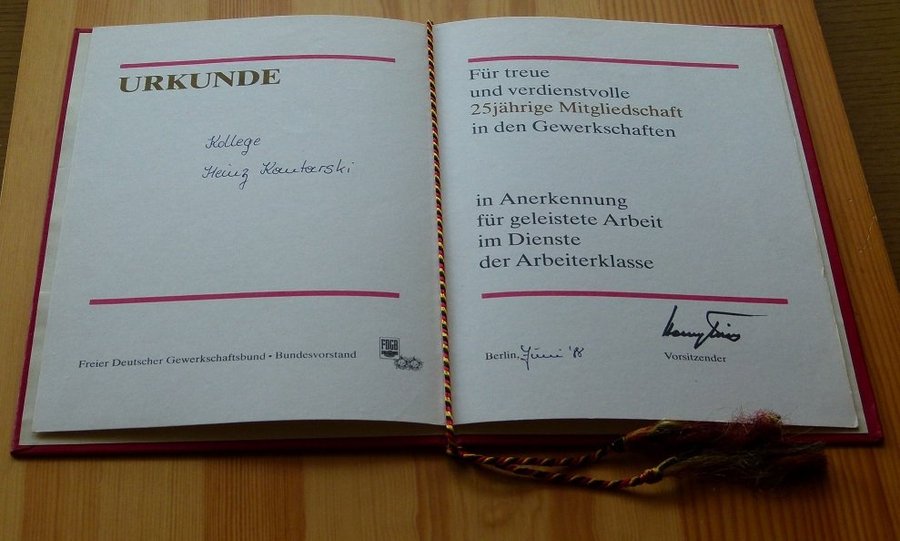 URKUNDE
Kollege
Heinz Kantarski
Freier Deutscher Gewerkschaftsbund • Bundesvorstand
FDGB
Für treue
und verdienstvolle
25jährige Mitgliedschaft
in den Gewerkschaften
in Anerkennung
für geleistete Arbeit
im Dienste
der Arbeiterklasse
Berlin, Juni '88
Vorsitzender